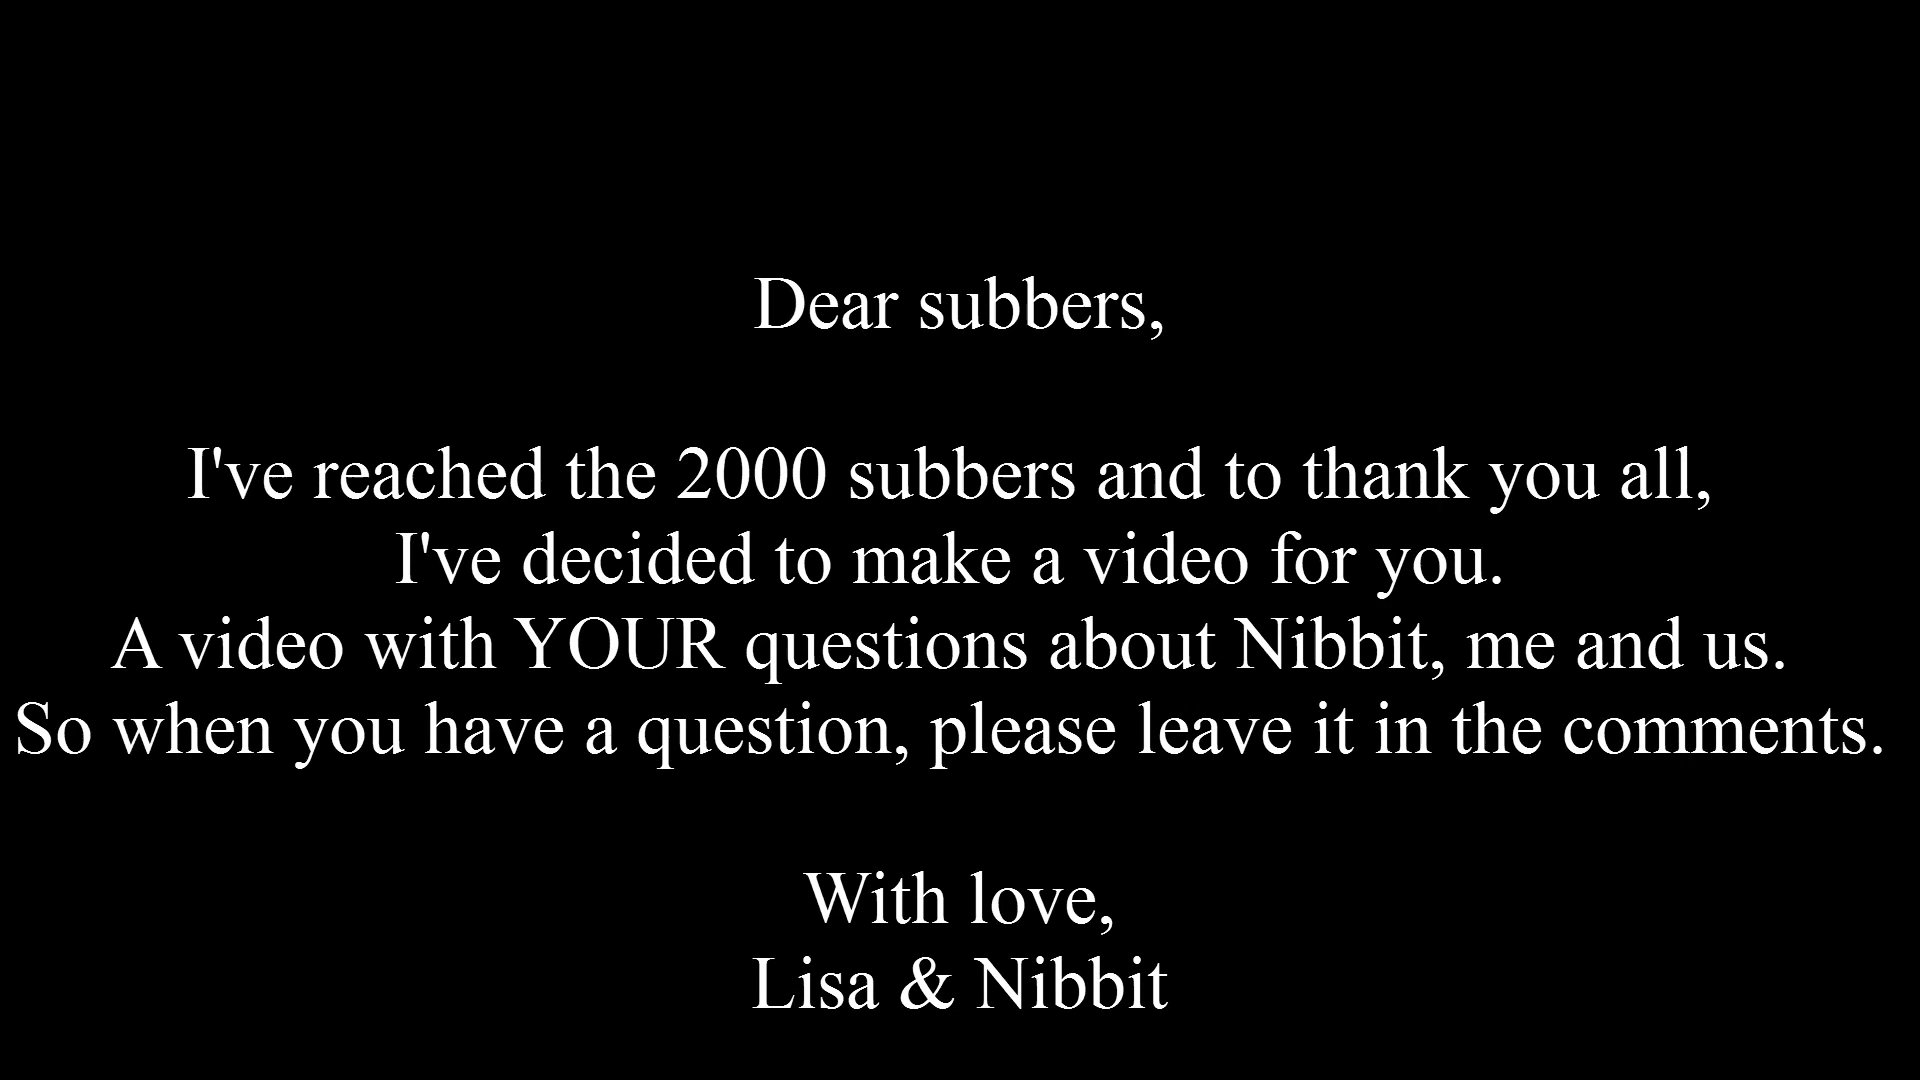 Dear subbers,
I've reached the 2000 subbers and to thank you all,
I've decided to make a video for you.
A video with YOUR questions about Nibbit, me and us.
So when you have a question, please leave it in the comments.
With love,
Lisa & Nibbit